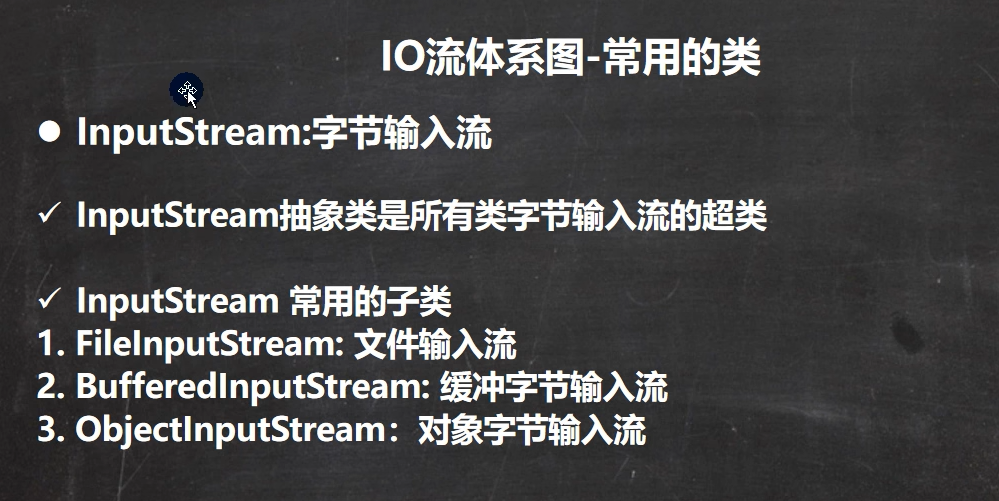 IO流体系图-常用的类
● InputStream:字节输入流
✓ InputStream抽象类是所有类字节输入流的超类
✓ InputStream 常用的子类
1. FileInputStream: 文件输入流
2. BufferedInputStream: 缓冲字节输入流
3. ObjectInputStream：对象字节输入流